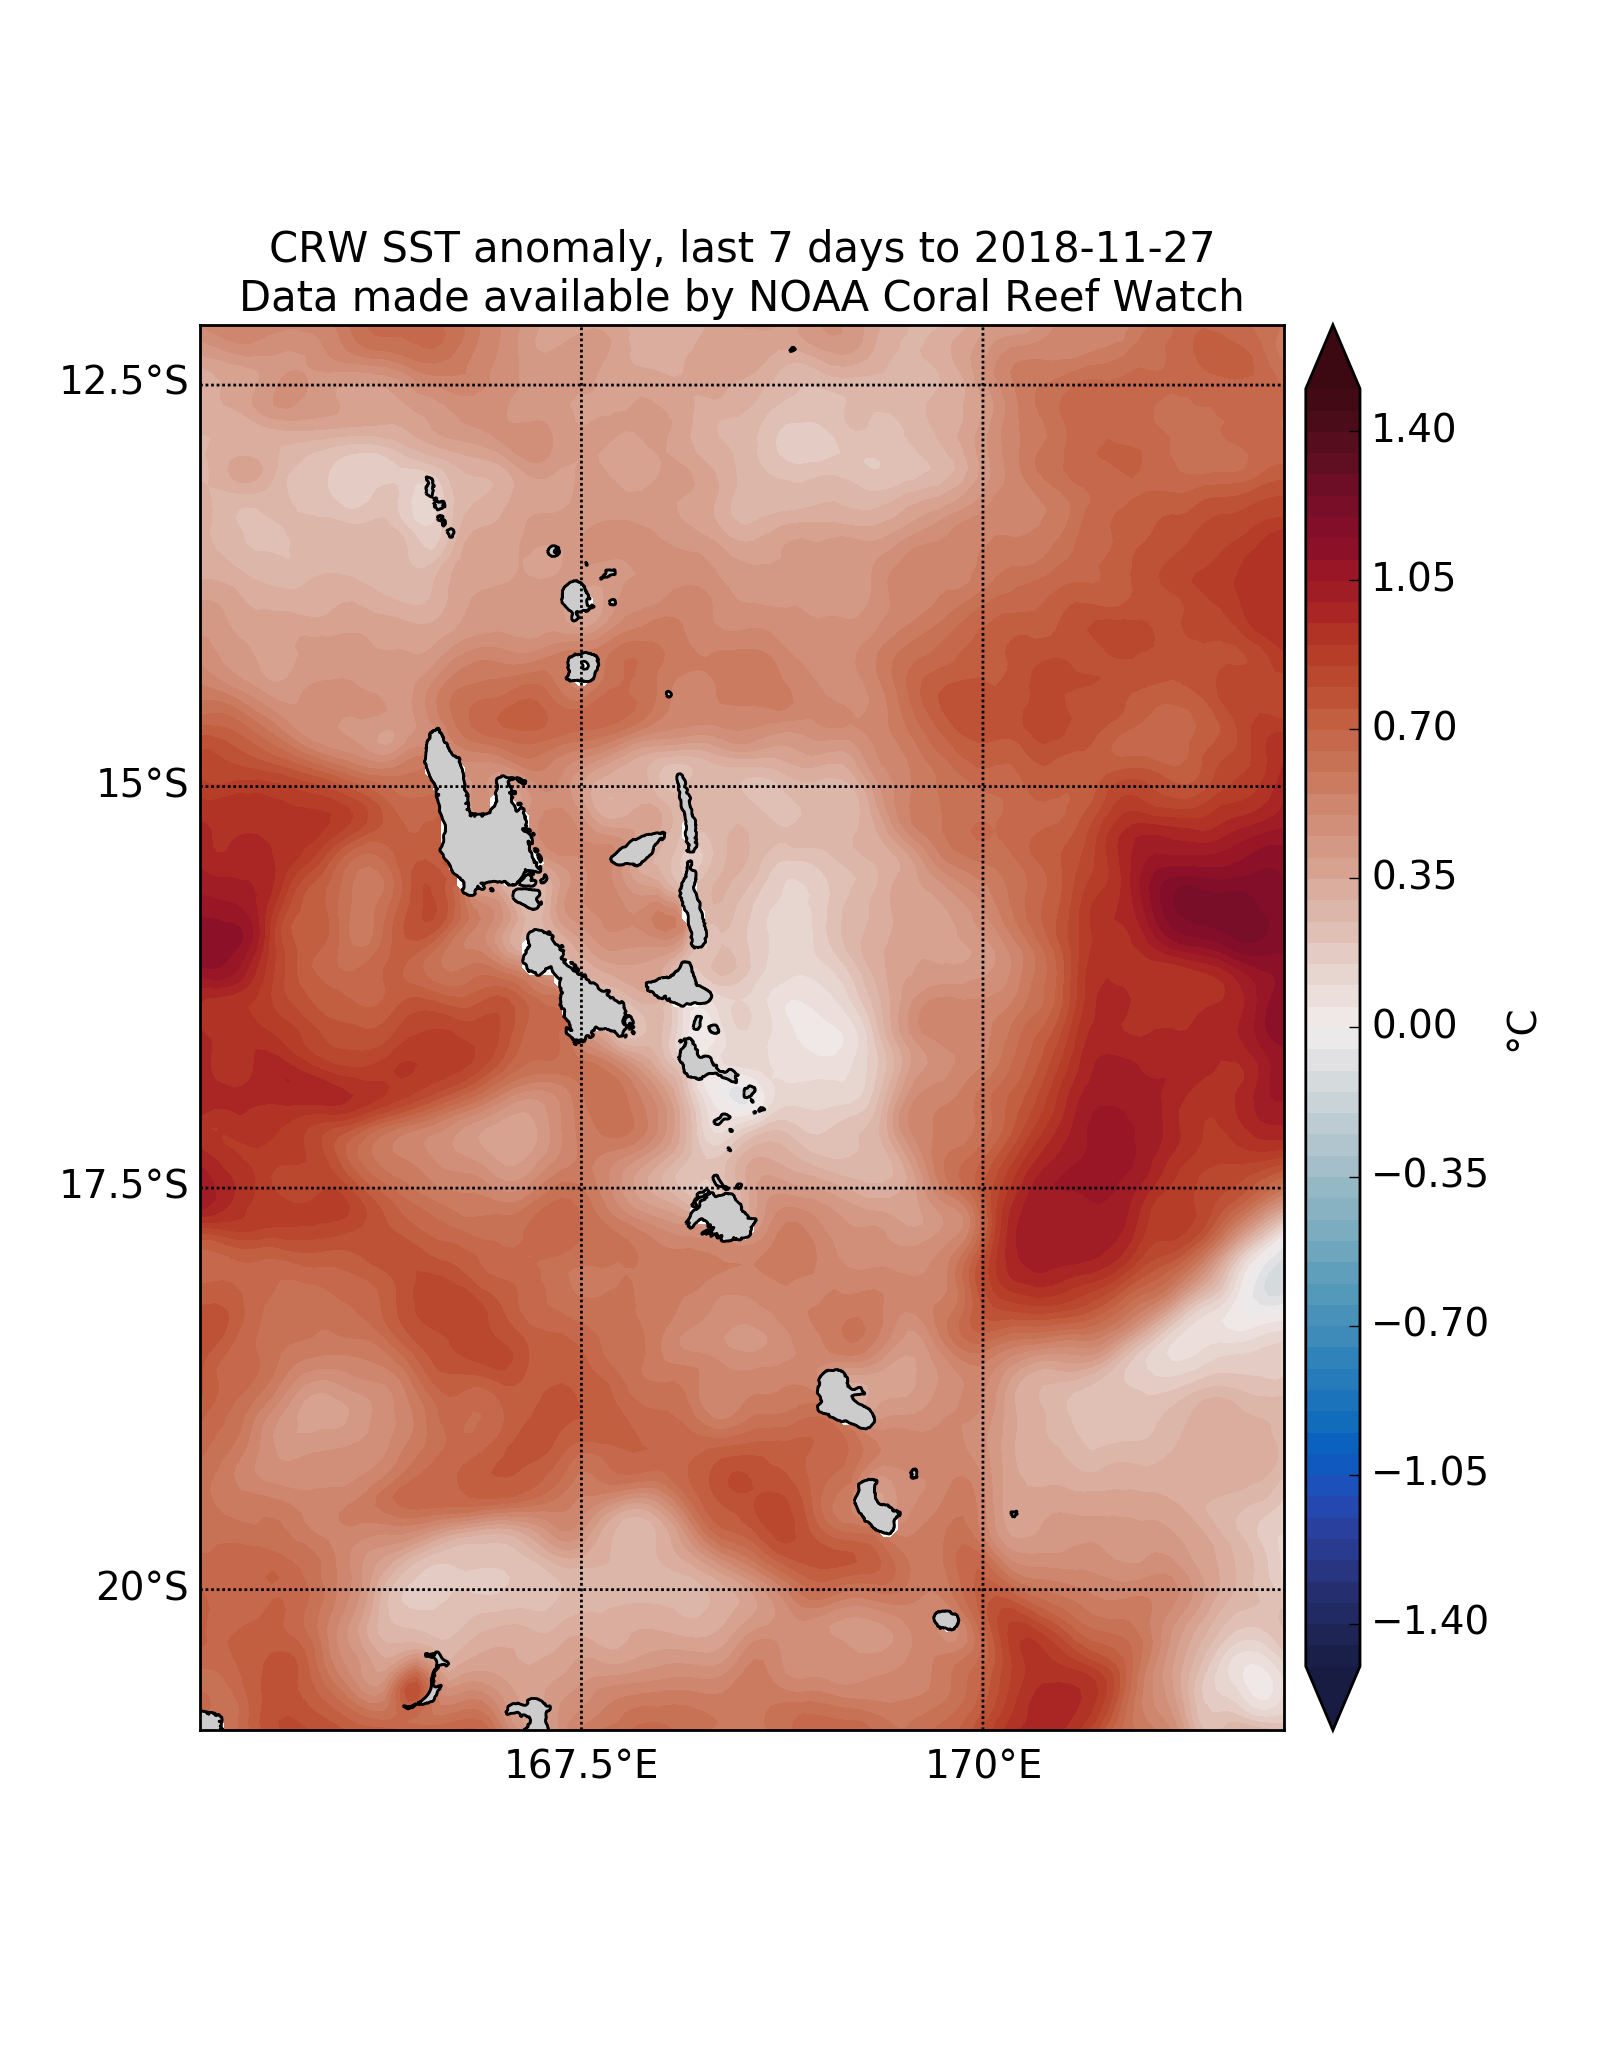 CRW SST anomaly, last 7 days to 2018-11-27
Data made available by NOAA Coral Reef Watch
12.5°S
15°S
17.5°S
20°S
167.5°E
170°E
1.40
1.05
0.70
0.35
0.00
−0.35
−0.70
−1.05
−1.40
°C